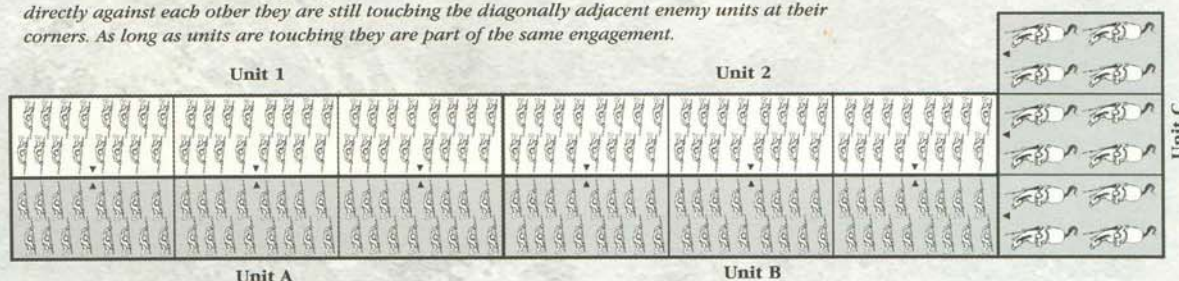 directly against each other they are still touching the diagonally adjacent enemy units at their
corners. As long as units are touching they are part of the same engagement.
Unit 1
Unit 2
Unit C
Unit A
Unit B